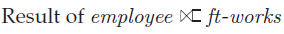 Result of employee ⟖ ft-works